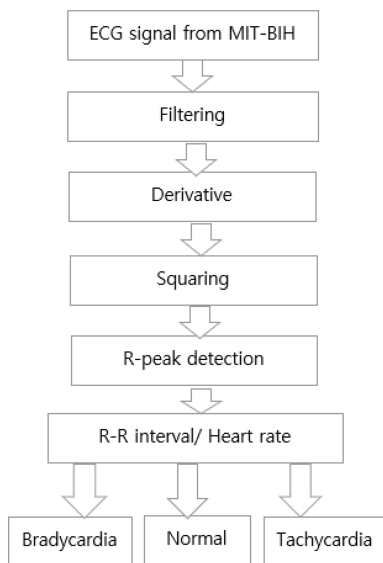 ECG signal from MIT-BIH
Filtering
Derivative
Squaring
R-peak detection
R-R interval/ Heart rate
Bradycardia
Normal
Tachycardia